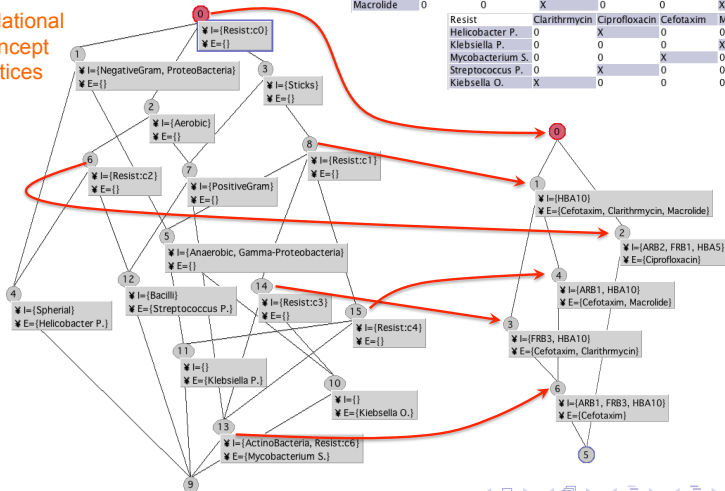 ational
ncept
tices
Macrolide 0 0 X 0 X
Resist Clarithrmycin Ciprofloxacin Cefotaxim M
Helicobacter P. 0 X 0 0
Klebsiella P. 0 0 0 X
Mycobacterium S. 0 0 X 0
Streptococcus P. 0 X 0 0
Kiebsella O. X 0 0 0
0
¥ I={Resist:c0}
¥ E={}
1
¥ I={NegativeGram, ProteoBacteria}
¥ E={}
3
¥ I={Sticks}
¥ E={}
2
¥ I={Aerobic}
¥ E={}
6
¥ I={Resist:c2}
¥ E={}
7
¥ I={PositiveGram}
¥ E={}
8
¥ I={Resist:c1}
¥ E={}
5
¥ I={Anaerobic, Gamma-Proteobacteria}
¥ E={}
4
¥ I={Spherial}
¥ E={Helicobacter P.}
12
¥ I={Bacilli}
¥ E={Streptococcus P.}
14
¥ I={Resist:c3}
¥ E={}
15
¥ I={Resist:c4}
¥ E={}
11
¥ I={}
¥ E={Klebsiella P.}
10
¥ I={}
¥ E={Kiebsella O.}
13
¥ I={ActinoBacteria, Resist:c6}
¥ E={Mycobacterium S.}
9
0
1
¥ I={HBA10}
¥ E={Cefotaxim, Clarithrmycin, Macrolide}
2
¥ I={ARB2, FRB1, HBA5}
¥ E={Ciprofloxacin}
4
¥ I={ARB1, HBA10}
¥ E={Cefotaxim, Macrolide}
3
¥ I={FRB3, HBA10}
¥ E={Cefotaxim, Clarithrmycin}
6
¥ I={ARB1, FRB3, HBA10}
¥ E={Cefotaxim}
5